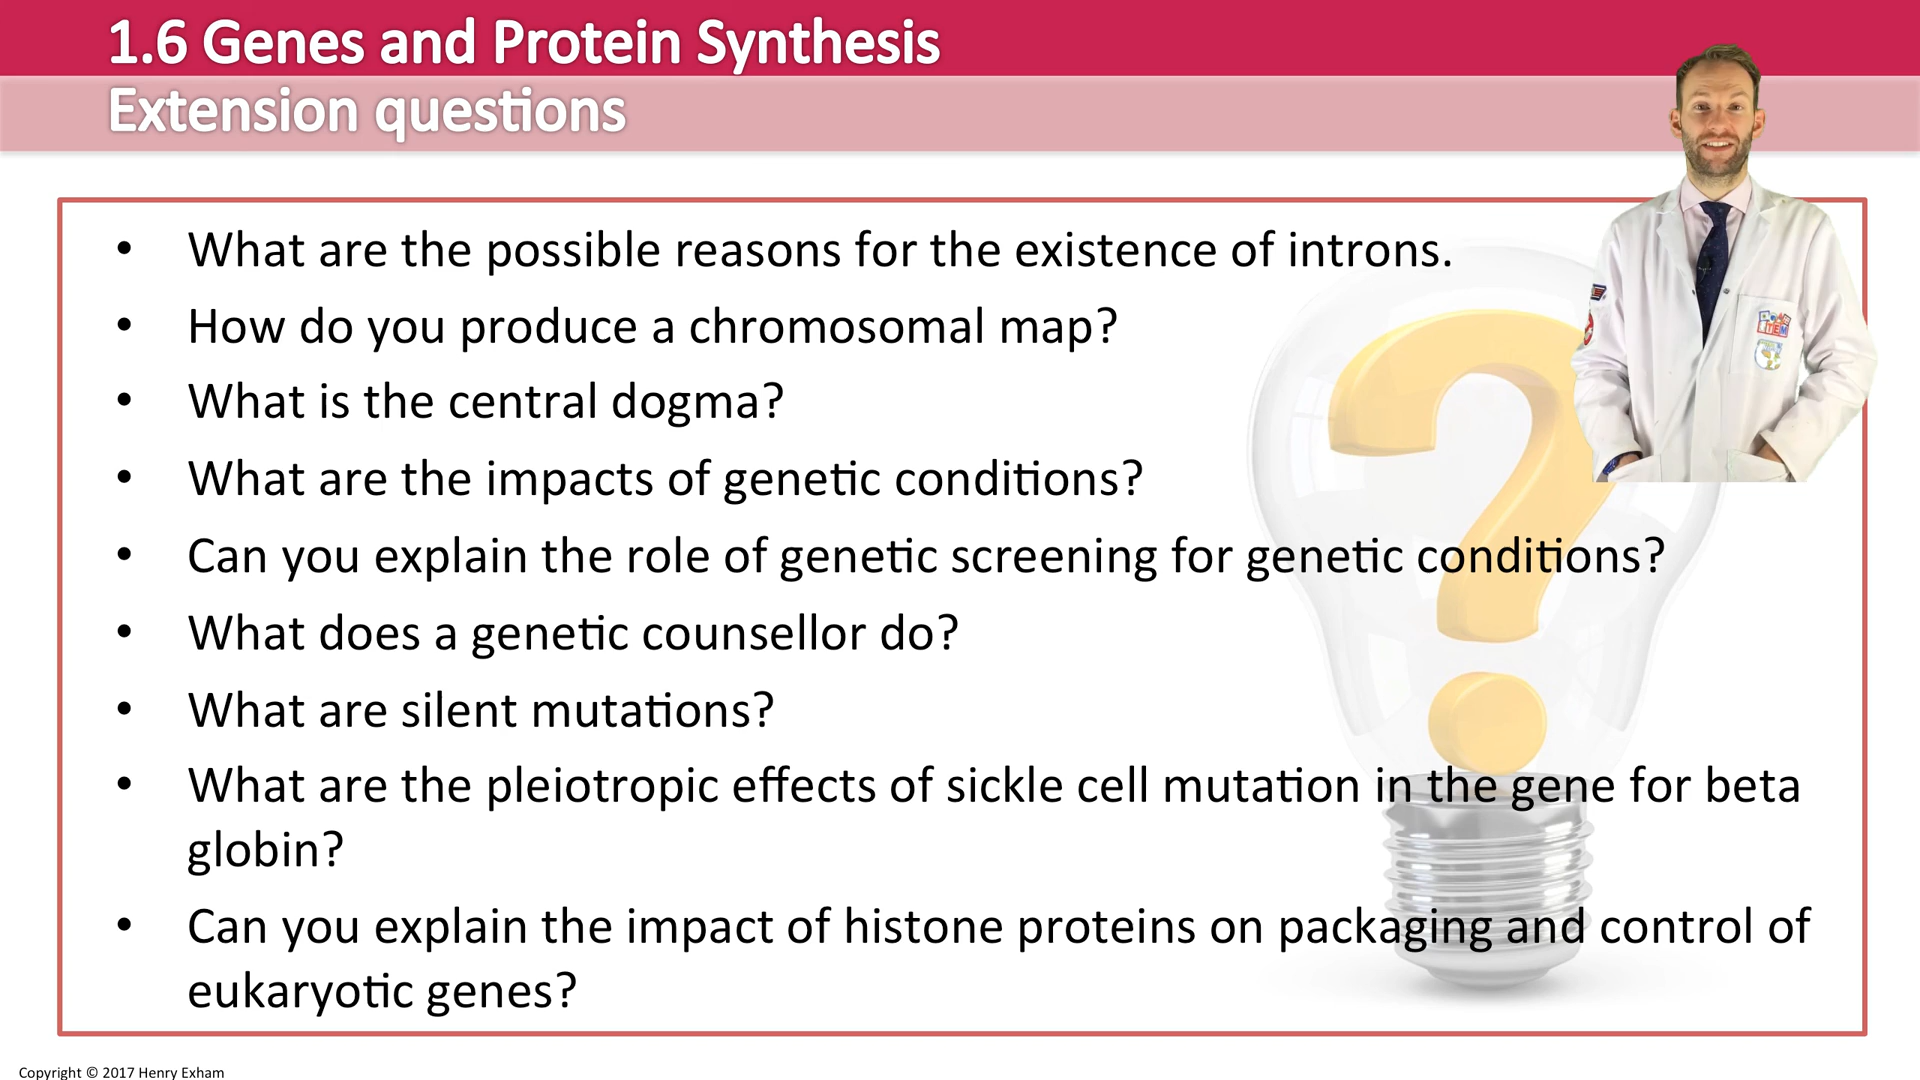 1.6 Genes and Protein Synthesis
Extension questions
• What are the possible reasons for the existence of introns.
• How do you produce a chromosomal map?
• What is the central dogma?
• What are the impacts of genetic conditions?
• Can you explain the role of genetic screening for genetic conditions?
• What does a genetic counsellor do?
• What are silent mutations?
• What are the pleiotropic effects of sickle cell mutation in the gene for beta
globin?
• Can you explain the impact of histone proteins on packaging and control of
eukaryotic genes?
Copyright © 2017 Henry Exham